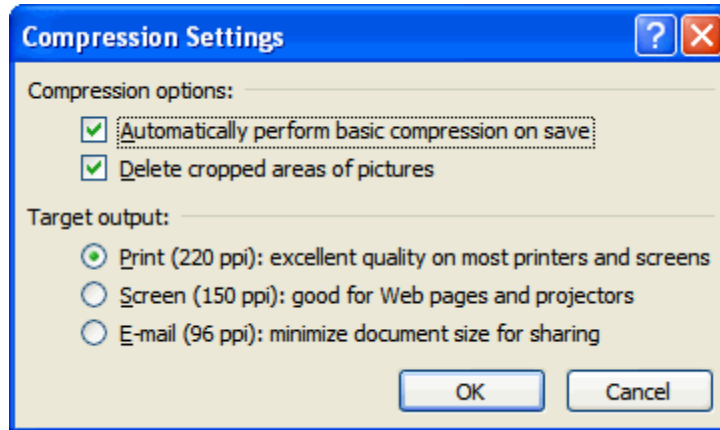 Compression Settings
?
Compression options:
Automatically perform basic compression on save
Delete cropped areas of pictures
Target output:
Print (220 ppi): excellent quality on most printers and screens
Screen (150 ppi): good for Web pages and projectors
E-mail (96 ppi): minimize document size for sharing
OK Cancel